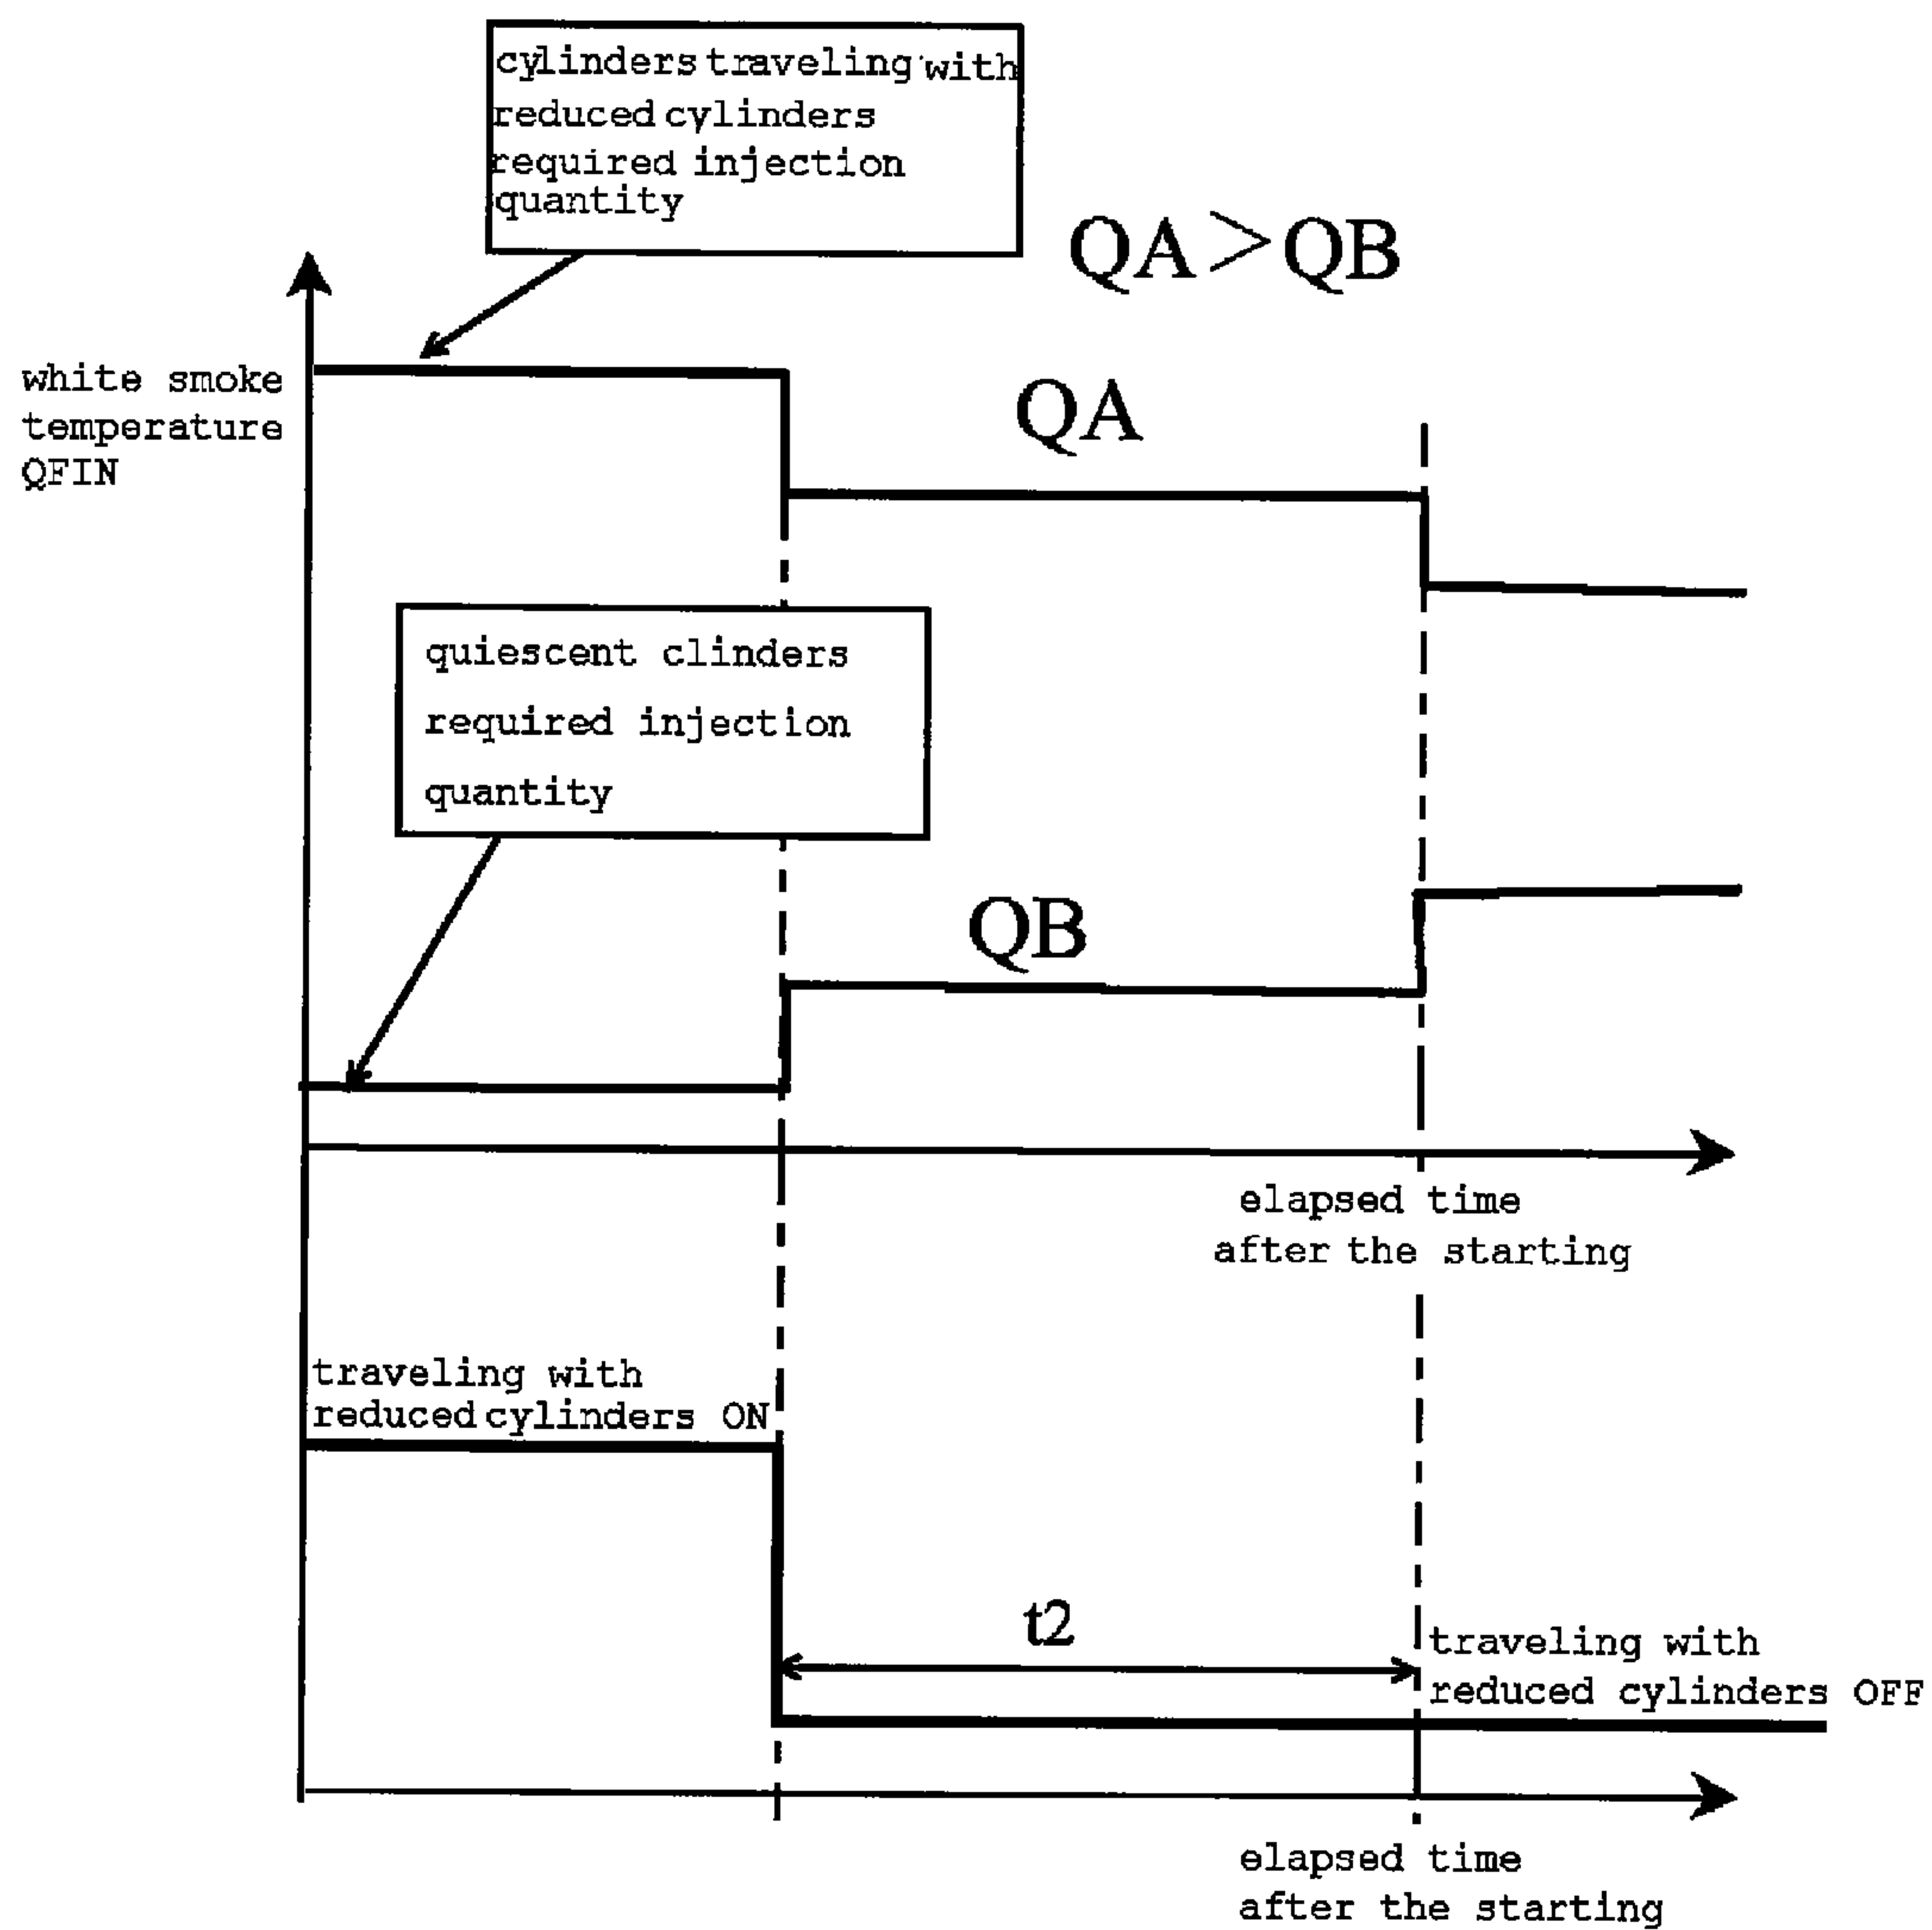 cylinders traveling with
reduced cylinders
required injection
quantity
QA>QB
white smoke
temperature
QFIN
QA
quiescent clinders
required injection
quantity
QB
elapsed time
after the starting
traveling with
reduced cylinders ON
t2
traveling with
reduced cylinders OFF
elapsed time
after the starting